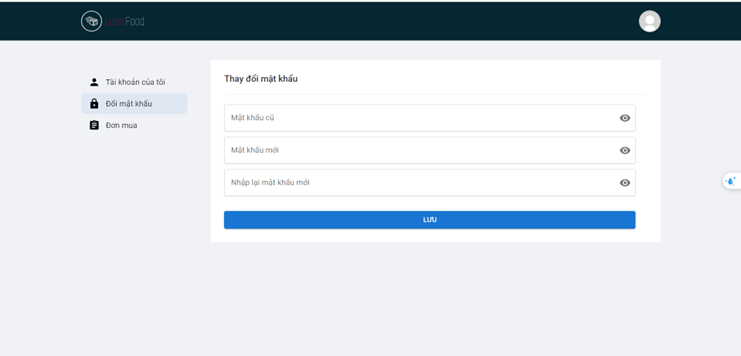 LuânFood
Thay đổi mật khẩu
Tài khoản của tôi
Đổi mật khẩu
Đơn mua
Mật khẩu cũ
Mật khẩu mới
Nhập lại mật khẩu mới
LƯU